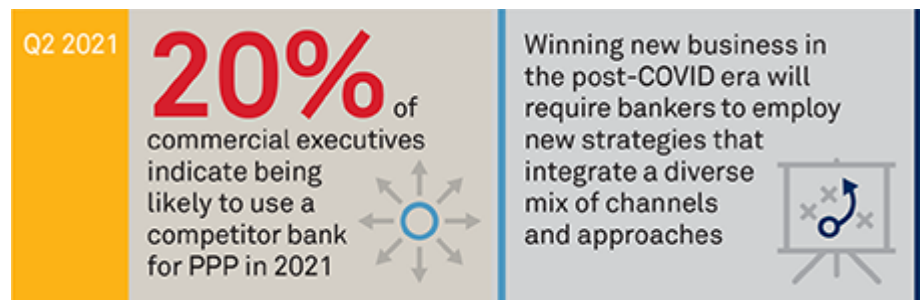 Q2 2021
20% of
commercial executives
indicate being
likely to use a
competitor bank
for PPP in 2021
Winning new business in
the post-COVID era will
require bankers to employ
new strategies that
integrate a diverse
mix of channels
and approaches